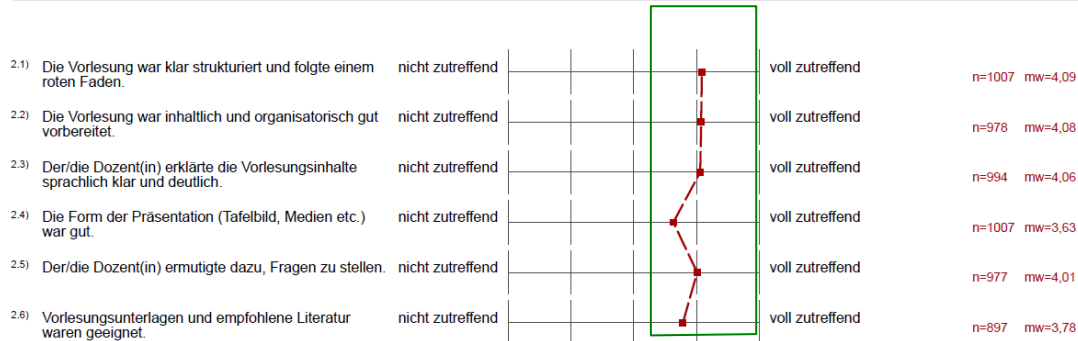 2.1) Die Vorlesung war klar strukturiert und folgte einem nicht zutreffend voll zutreffend
roten Faden. n=1007 mw=4,09
2.2) Die Vorlesung war inhaltlich und organisatorisch gut nicht zutreffend voll zutreffend
vorbereitet. n=978 mw=4,08
2.3) Der/die Dozent(in) erklärte die Vorlesungsinhalte nicht zutreffend voll zutreffend
sprachlich klar und deutlich. n=994 mw=4,06
2.4) Die Form der Präsentation (Tafelbild, Medien etc.) nicht zutreffend voll zutreffend
war gut. n=1007 mw=3,63
2.5) Der/die Dozent(in) ermutigte dazu, Fragen zu stellen. nicht zutreffend voll zutreffend
n=977 mw=4,01
2.6) Vorlesungsunterlagen und empfohlene Literatur nicht zutreffend voll zutreffend
waren geeignet. n=897 mw=3,78